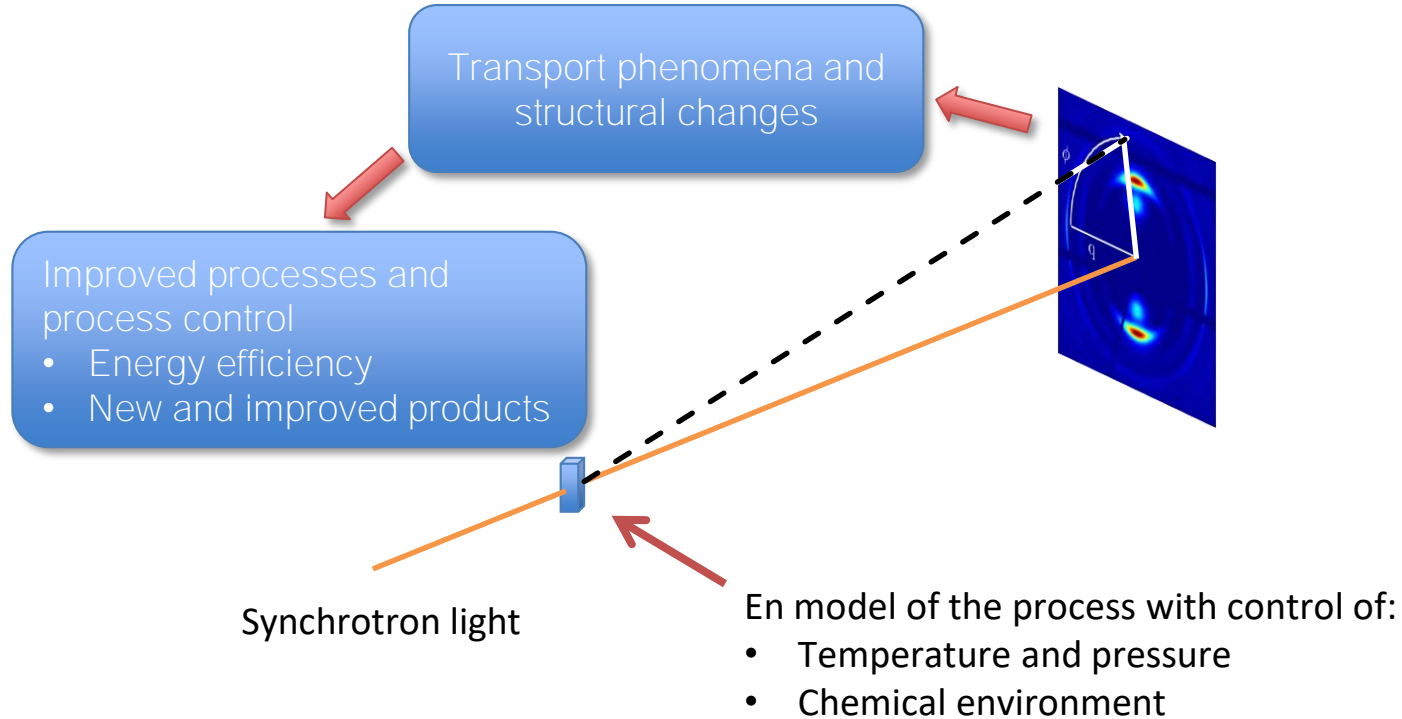 Transport phenomena and
structural changes
Improved processes and
process control
• Energy efficiency
• New and improved products
ϕ
q
Synchrotron light
En model of the process with control of:
• Temperature and pressure
• Chemical environment